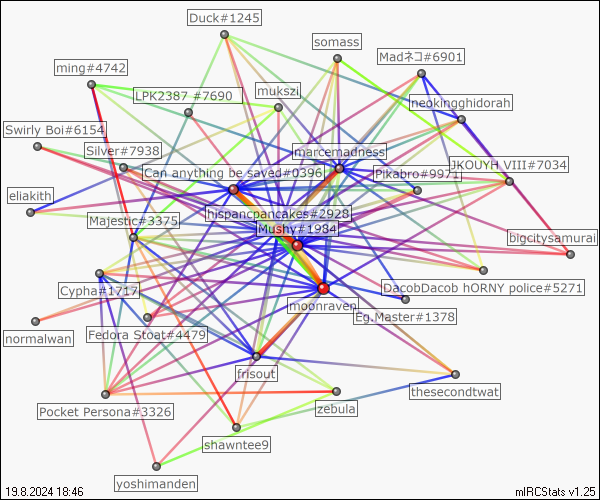 Duck#1245
somass
Madネコ#6901
ming#4742
LPK2387 #7690
mukszi
neokingghidorah
Swirly Boi#6154
Silver#7938
marcemadness
JKOUYH VIII#7034
Can anything be saved#0396
Pikabro#9971
eliakith
Majestic#3375
hispancpancakes#2928
Mushy#1984
bigcitysamurai
Cypha#1717
DacobDacob hORNY police#5271
moonraven
Eg.Master#1378
normalwan
Fedora Stoat#4479
frisout
thesecondtwat
Pocket Persona#3326
zebula
shawntee9
yoshimanden
19.8.2024 18:46
mIRCStats v1.25